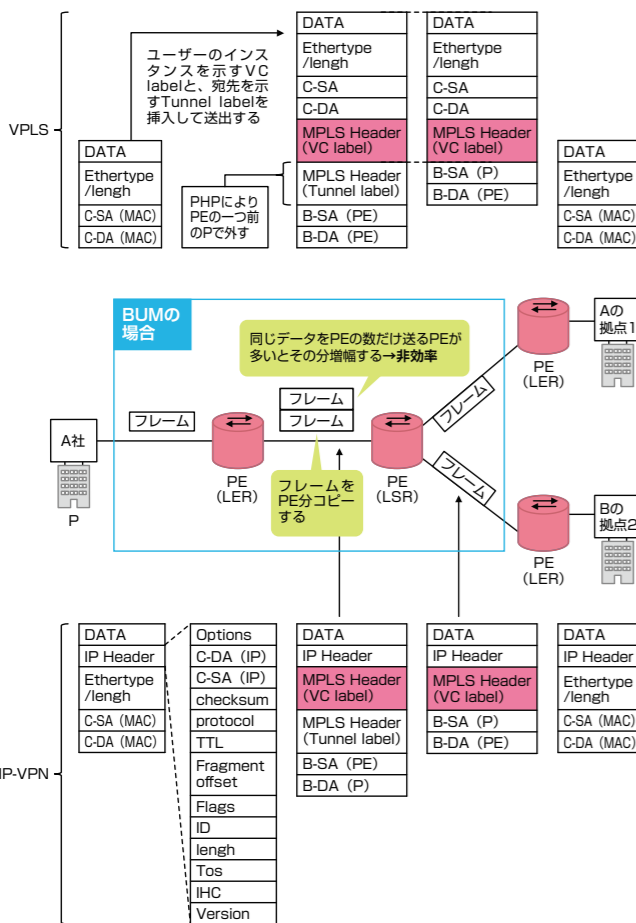 VPLS
DATA
Ethertype
/lengh
C-SA（MAC）
C-DA（MAC）
ユーザーのインス
タンスを示すVC
labelと、宛先を示
すTunnel labelを
挿入して送出する
PHPにより
PEの一つ前
のPで外す
DATA
Ethertype
/lengh
C-SA
C-DA
MPLS Header
(VC label)
MPLS Header
(Tunnel label)
B-SA（PE）
B-DA（PE）
DATA
Ethertype
/lengh
C-SA
C-DA
MPLS Header
(VC label)
B-SA（P）
B-DA（PE）
DATA
Ethertype
/lengh
C-SA（MAC）
C-DA（MAC）
BUMの
場合
同じデータをPEの数だけ送るPEが
多いとその分増幅する→非効率
フレーム
フレーム
フレーム
フレーム
フレーム
フレームを
PE分コピー
する
A社
P
PE
(LER)
PE
(LSR)
PE
(LER)
Aの
拠点1
PE
(LER)
Bの
拠点2
IP-VPN
DATA
IP Header
Ethertype
/lengh
C-SA（MAC）
C-DA（MAC）
Options
C-DA（IP）
C-SA（IP）
checksum
protocol
TTL
Fragment
offset
Flags
ID
lengh
Tos
IHC
Version
DATA
IP Header
MPLS Header
(VC label)
MPLS Header
(Tunnel label)
B-SA（PE）
B-DA（P）
DATA
IP Header
MPLS Header
(VC label)
B-SA（P）
B-DA（PE）
DATA
IP Header
Ethertype
/lengh
C-SA（MAC）
C-DA（MAC）